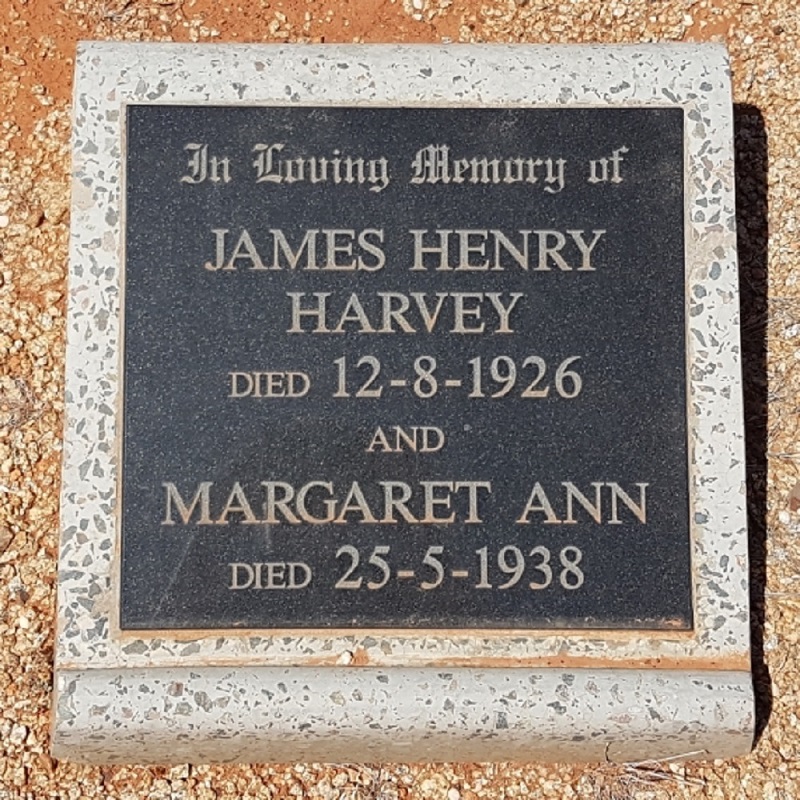 In Loving Memory of
JAMES HENRY
HARVEY
DIED 12-8-1926
AND
MARGARET ANN
DIED 25-5-1938